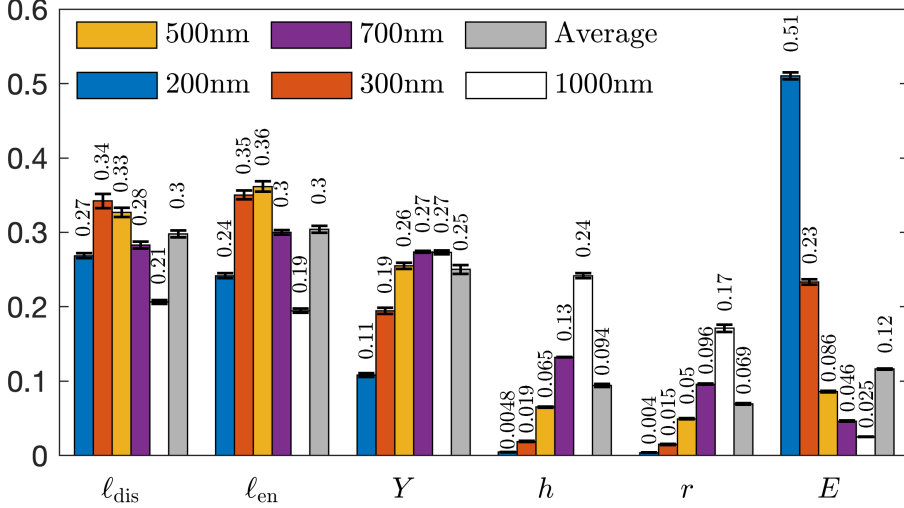 0.6
500nm 700nm Average
200nm 300nm 1000nm
0.5
0.4
0.3
0.2
0.1
0
0.27 0.34 0.33 0.28 0.21 0.3
0.24 0.35 0.36 0.3 0.19 0.3
0.11 0.19 0.26 0.27 0.27 0.25
0.0048 0.019 0.065 0.13 0.24 0.094
0.004 0.015 0.05 0.096 0.17 0.069
0.51 0.23 0.086 0.046 0.025 0.12
ℓdis ℓen Y h r E